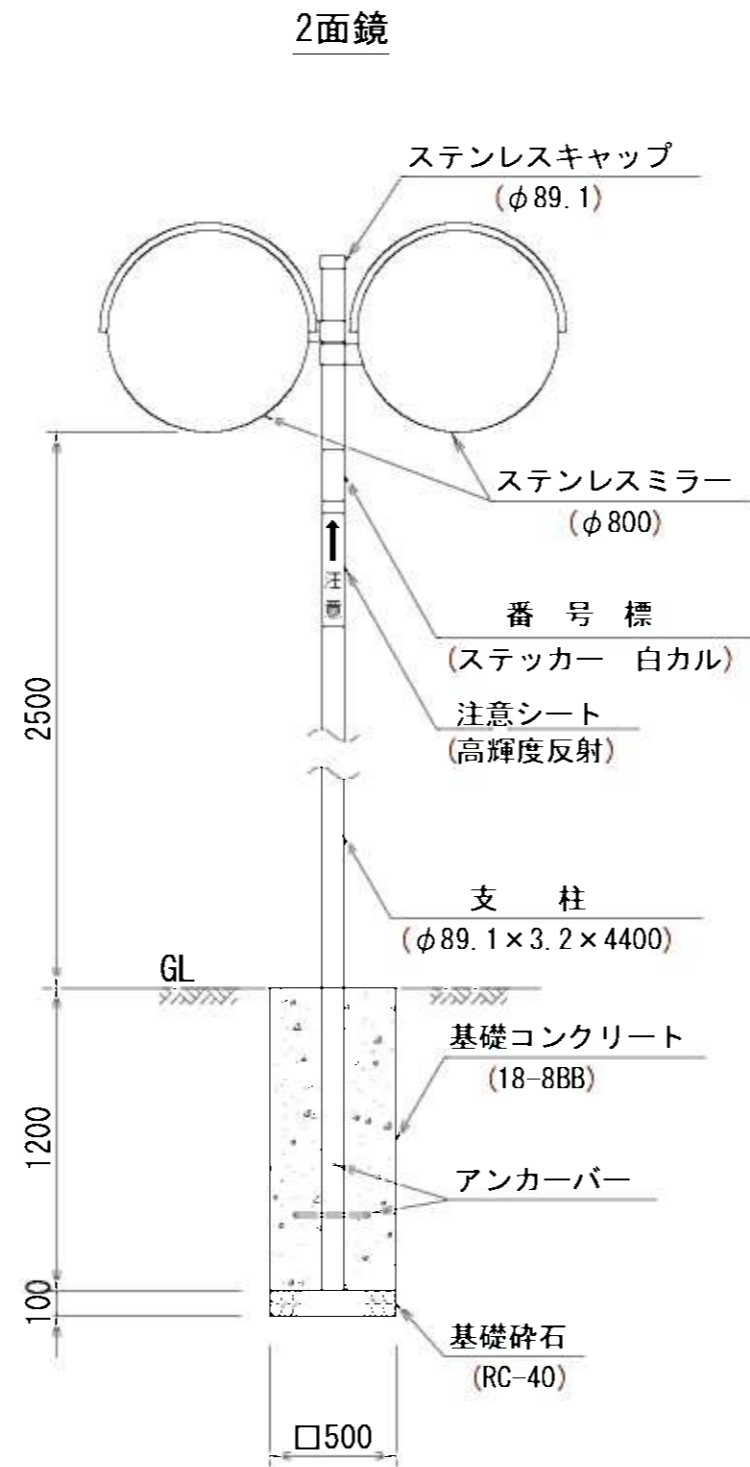 2面鏡
ステンレスキャップ
(φ89.1)
ステンレスミラー
(φ800)
番号標
(ステッカー 白カル)
注意
注意シート
(高輝度反射)
2500
支柱
(φ89.1×3.2×4400)
GL
基礎コンクリート
(18-8BB)
1200
アンカーバー
100
基礎砕石
(RC-40)
□500